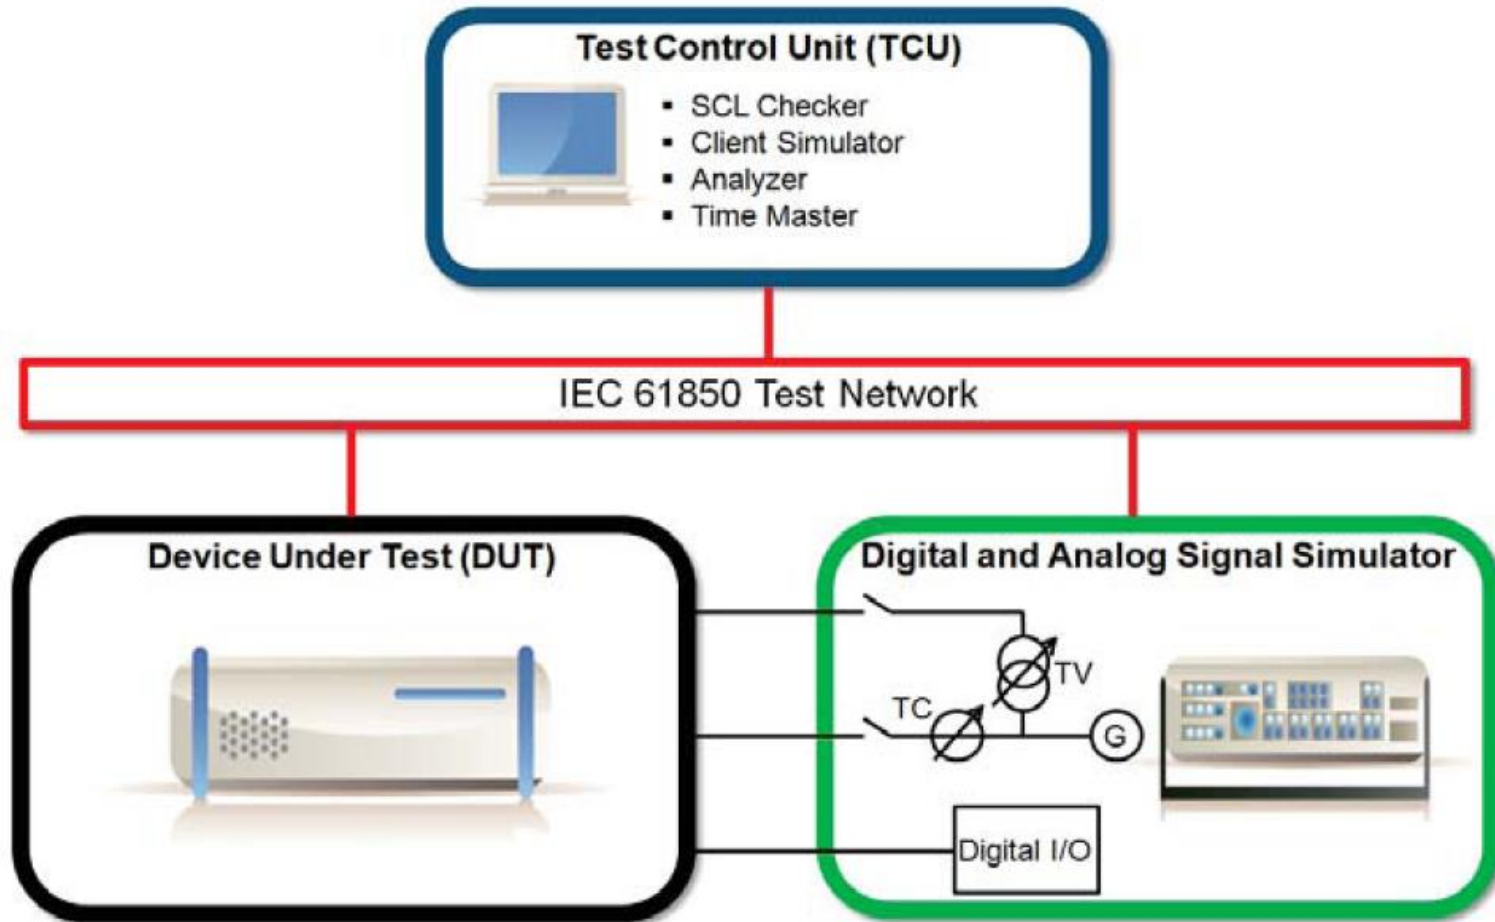 Test Control Unit (TCU)
▪ SCL Checker
▪ Client Simulator
▪ Analyzer
▪ Time Master
IEC 61850 Test Network
Device Under Test (DUT)
Digital and Analog Signal Simulator
TV
TC
G
Digital I/O